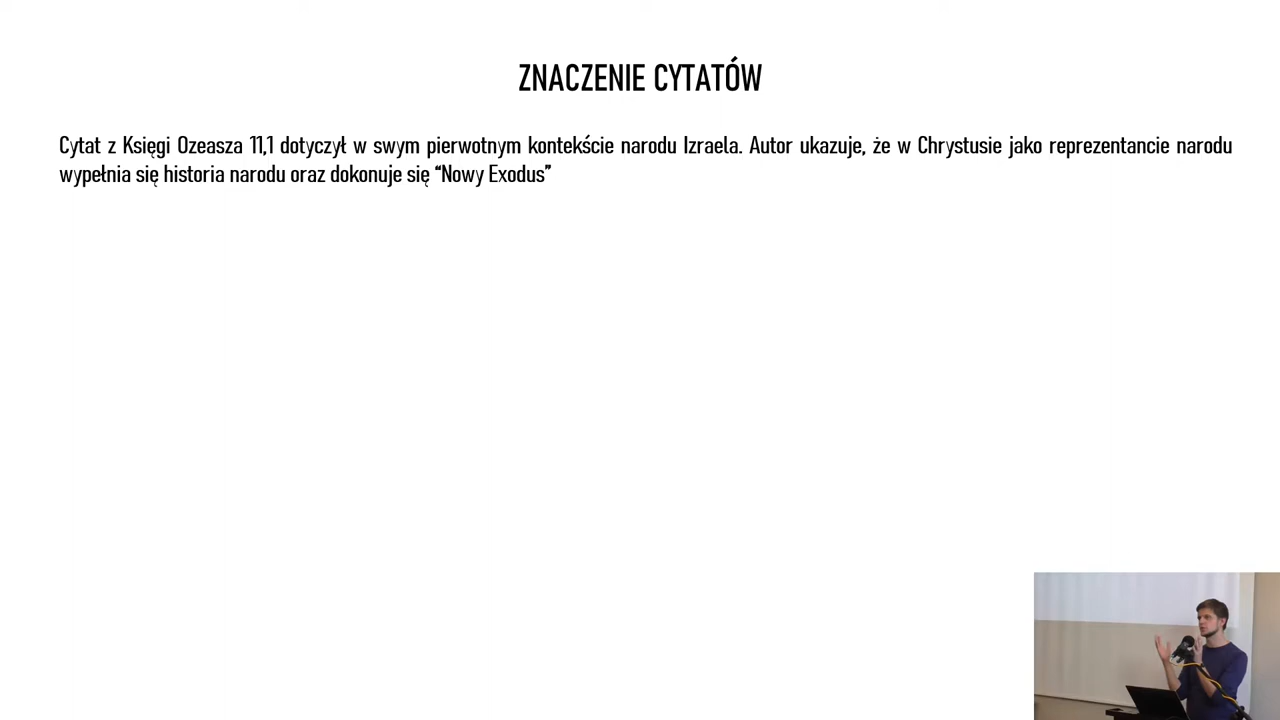 ZNACZENIE CYTATÓW
Cytat z Księgi Ozeasza 11,1 dotyczył w swym pierwotnym kontekście narodu Izraela. Autor ukazuje, że w Chrystusie jako reprezentancie narodu
wypełnia się historia narodu oraz dokonuje się “Nowy Exodus”